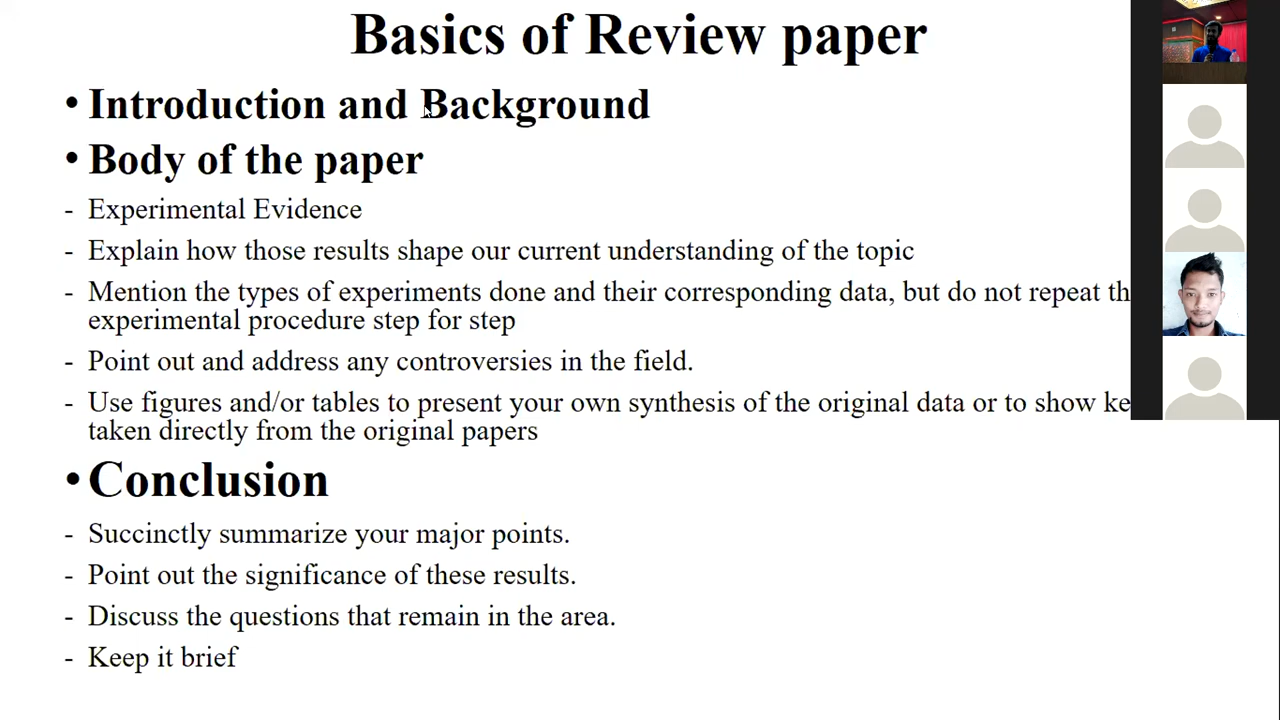 Basics of Review paper
• Introduction and Background
• Body of the paper
- Experimental Evidence
- Explain how those results shape our current understanding of the topic
- Mention the types of experiments done and their corresponding data, but do not repeat th
experimental procedure step for step
- Point out and address any controversies in the field.
- Use figures and/or tables to present your own synthesis of the original data or to show ke
taken directly from the original papers
• Conclusion
- Succinctly summarize your major points.
- Point out the significance of these results.
- Discuss the questions that remain in the area.
- Keep it brief